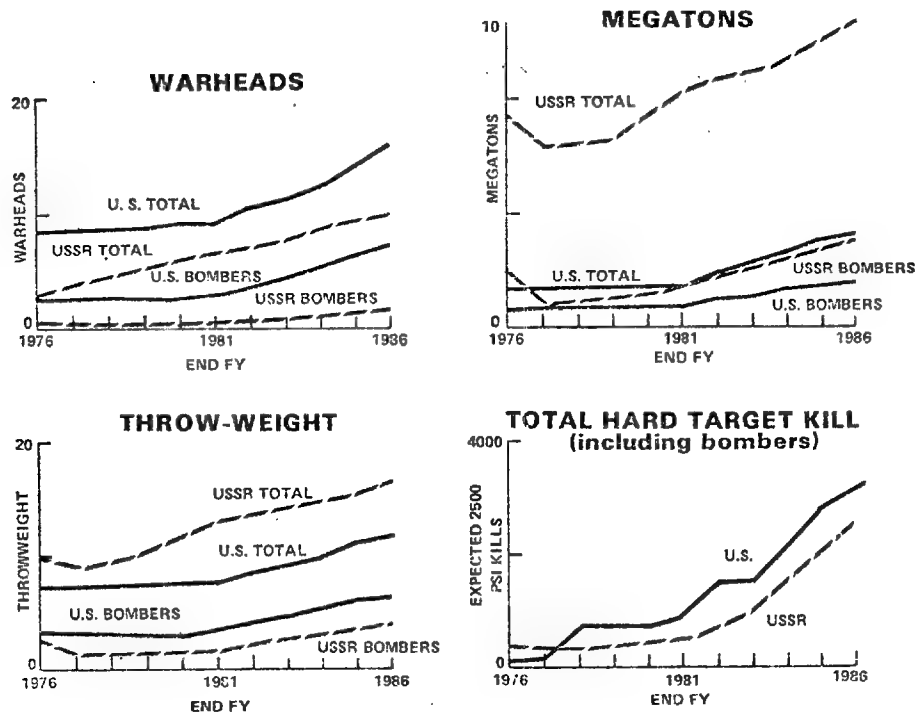 WARHEADS
20
WARHEADS
U. S. TOTAL
USSR TOTAL
U.S. BOMBERS
USSR BOMBERS
0
1976
1981
1936
END FY
MEGATONS
10
MEGATONS
USSR TOTAL
U.S. TOTAL
USSR BOMBERS
U.S. BOMBERS
0
1976
1981
1986
END FY
THROW-WEIGHT
20
THROWWEIGHT
USSR TOTAL
U.S. TOTAL
U.S. BOMBERS
USSR BOMBERS
0
1976
1931
1986
END FY
TOTAL HARD TARGET KILL
(including bombers)
4000
EXPECTED 2500
PSI KILLS
U.S.
USSR
0
1976
1981
1986
END FY